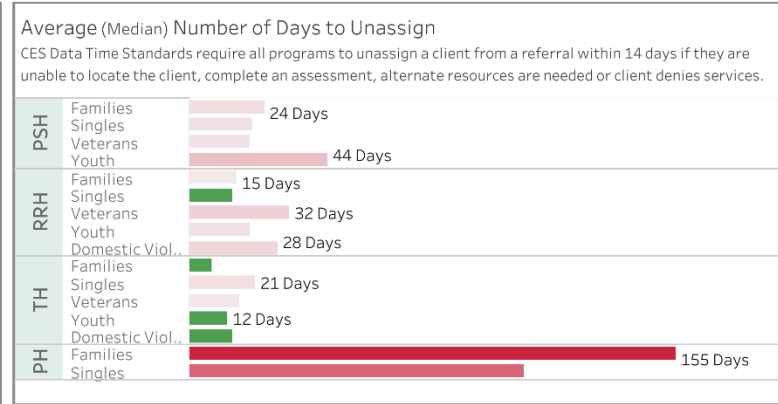 Average (Median) Number of Days to Unassign
CES Data Time Standards require all programs to unassign a client from a referral within 14 days if they are
unable to locate the client, complete an assessment, alternate resources are needed or client denies services.
PSH
Families
24 Days
Singles
Veterans
Youth
44 Days
RRH
Families
15 Days
Singles
Veterans
32 Days
Youth
Domestic Viol..
28 Days
TH
Families
Singles
21 Days
Veterans
Youth
12 Days
Domestic Viol..
PH
Families
155 Days
Singles